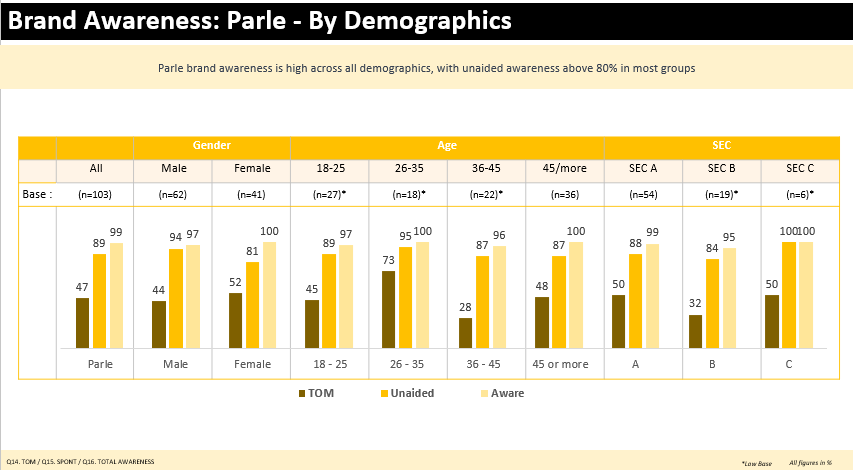 Brand Awareness: Parle - By Demographics
Parle brand awareness is high across all demographics, with unaided awareness above 80% in most groups
Gender Age SEC
All Male Female 18-25 26-35 36-45 45/more SEC A SEC B SEC C
Base : (n=103) (n=62) (n=41) (n=27)* (n=18)* (n=22)* (n=36) (n=54) (n=19)* (n=6)*
47 89 99 44 94 97 52 81 100 45 89 97 73 95 100 28 87 96 48 87 100 50 88 99 32 84 95 50 100 100
Parle Male Female 18 - 25 26 - 35 36 - 45 45 or more A B C
TOM Unaided Aware
Q14. TOM / Q15. SPONT / Q16. TOTAL AWARENESS *Low Base All figures in %